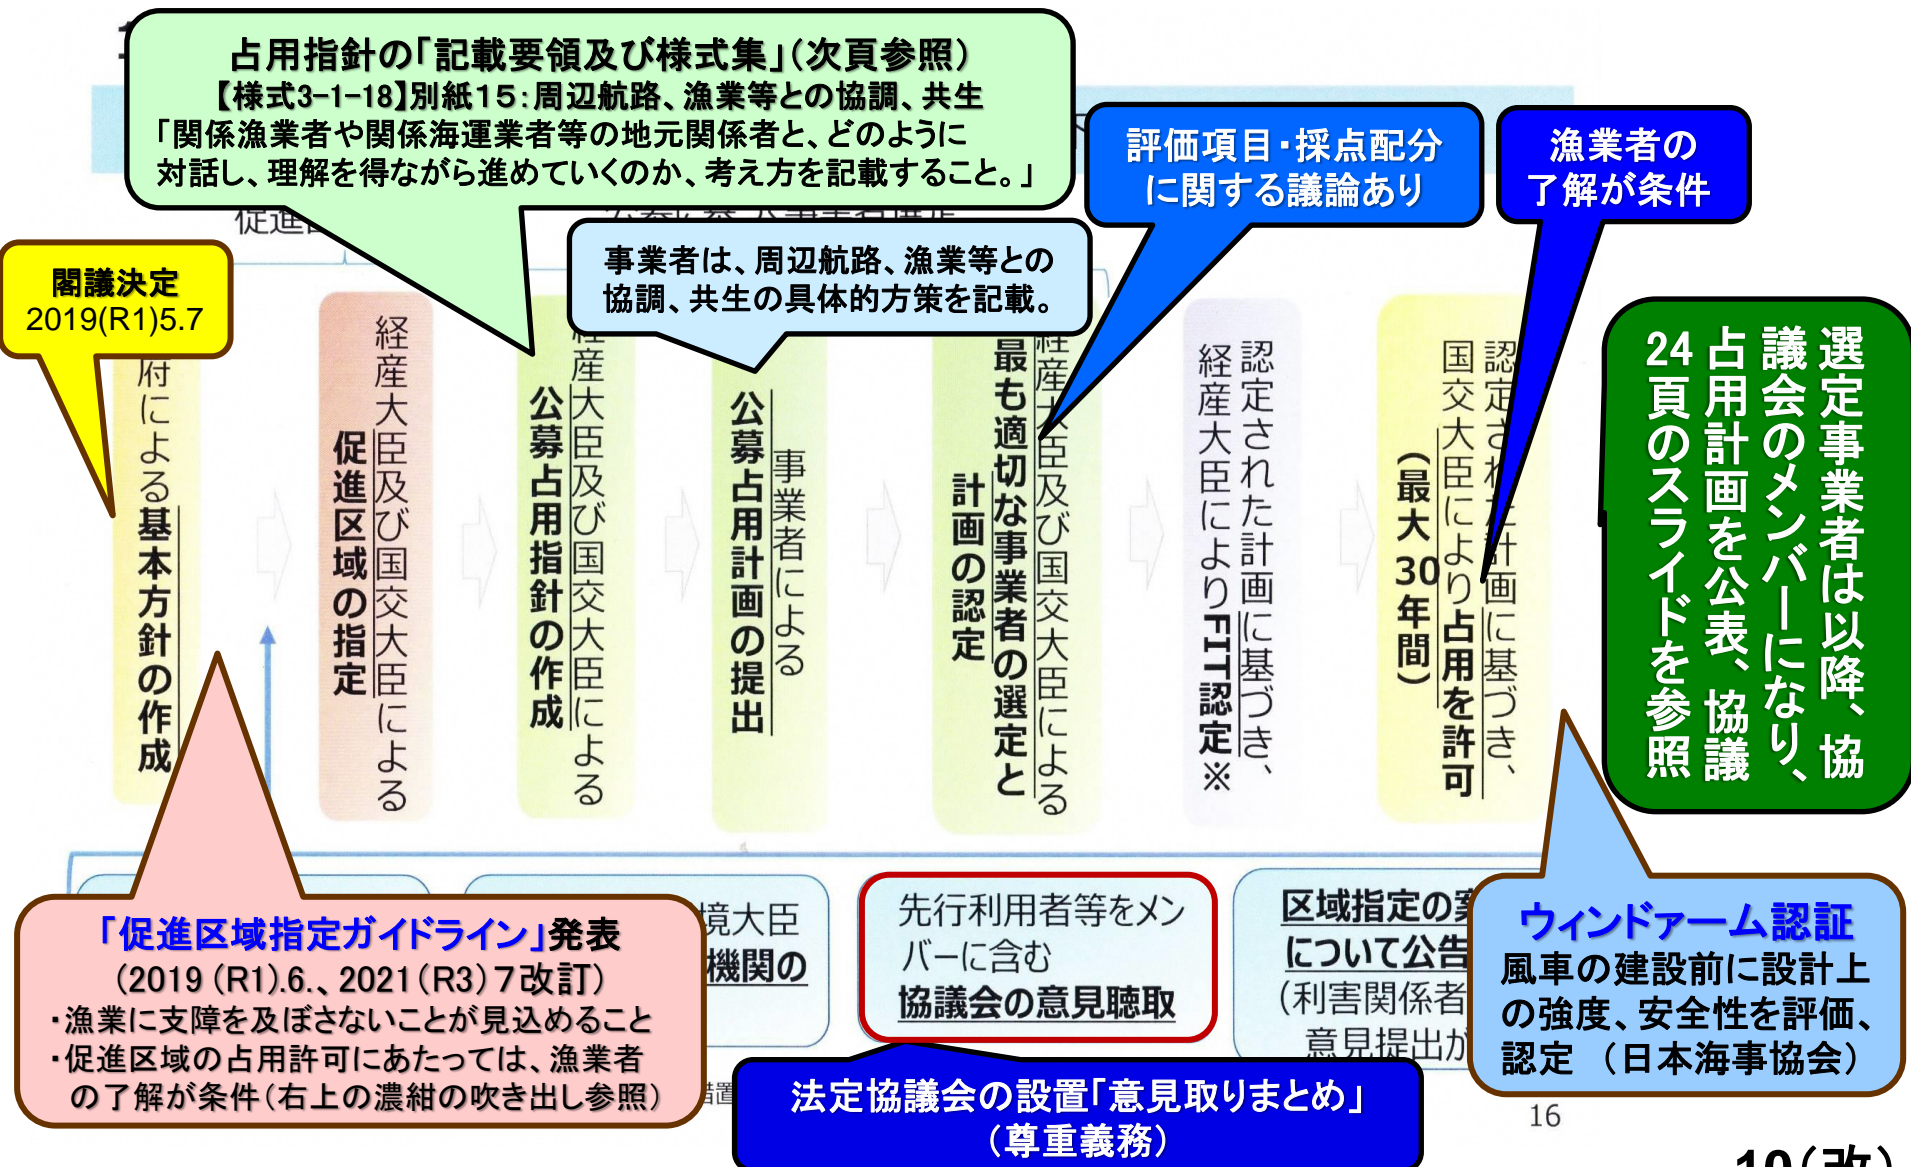 占用指針の「記載要領及び様式集」(次頁参照)
【様式3-1-18】別紙15:周辺航路、漁業等との協調、共生
「関係漁業者や関係海運業者等の地元関係者と、どのように
対話し、理解を得ながら進めていくのか、考え方を記載すること。」
評価項目・採点配分
に関する議論あり
漁業者の
了解が条件
促進
事業者は、周辺航路、漁業等との
協調、共生の具体的方策を記載。
閣議決定
2019(R1)5.7
府による
基本方針の作成
経産大臣及び国交大臣による
促進区域の指定
経産大臣及び国交大臣による
公募占用指針の作成
事業者による
公募占用計画の提出
経産大臣及び国交大臣による
最も適切な事業者の選定と
計画の認定
認定された計画に基づき、
経産大臣によりFIT認定※
認定された計画に基づき、
国交大臣により占用を許可
(最大30年間)
選定事業者は以降、協
議会のメンバーになり、
占用計画を公表、協議
24頁のスライドを参照
「促進区域指定ガイドライン」発表
(2019 (R1).6.、2021(R3)7改訂)
・漁業に支障を及ぼさないことが見込めること
・促進区域の占用許可にあたっては、漁業者
の了解が条件(右上の濃紺の吹き出し参照)
境大臣
機関の
先行利用者等をメン
バーに含む
協議会の意見聴取
区域指定の案
について公告
(利害関係者
意見提出が
ウィンドァーム認証
風車の建設前に設計上
の強度、安全性を評価、
認定 (日本海事協会)
措置
法定協議会の設置「意見取りまとめ」
(尊重義務)
16
10(改)